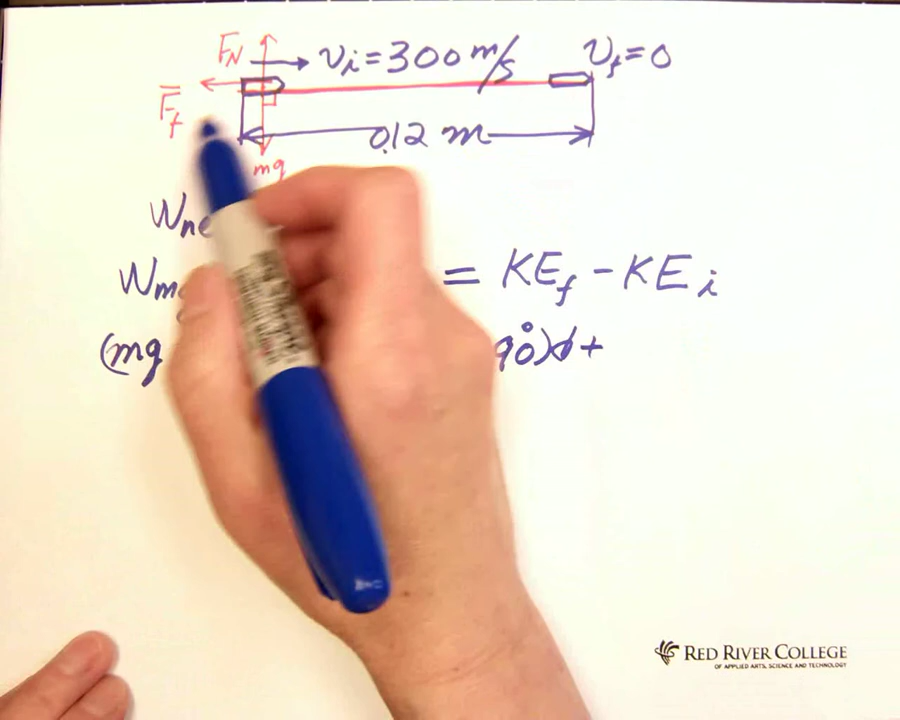 F_N v_i = 300 m/s v_f = 0
F_f
0.12 m
mg
W_ne
W_m = KE_f - KE_i
(mg 90°)d +
RED RIVER COLLEGE
OF APPLIED ARTS, SCIENCE AND TECHNOLOGY